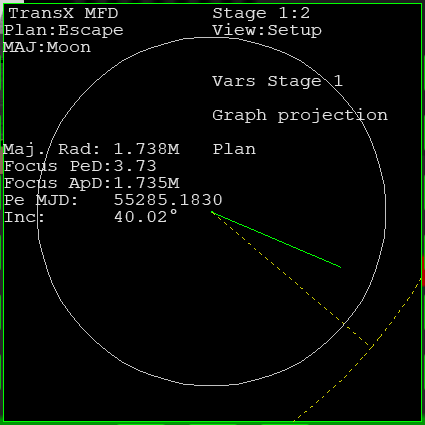 TransX MFD
Stage 1:2
Plan:Escape
View:Setup
MAJ:Moon
Vars Stage 1
Graph projection
Maj. Rad: 1.738M
Plan
Focus PeD:3.73
Focus ApD:1.735M
Pe MJD: 55285.1830
Inc: 40.02°